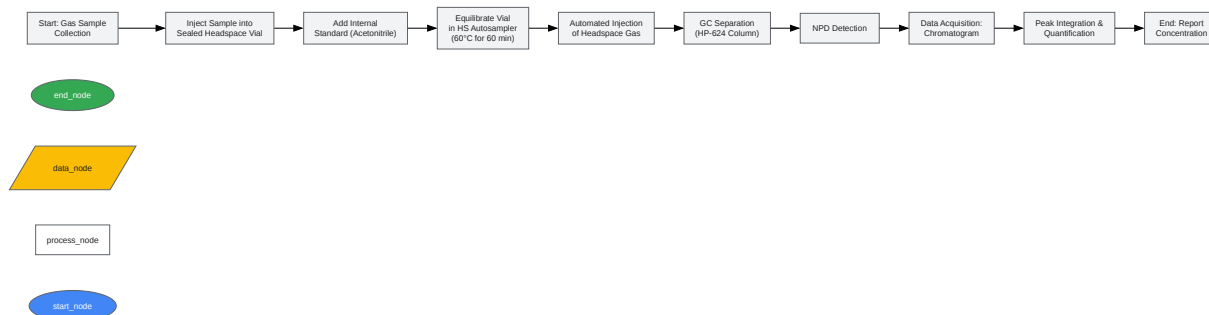 Start: Gas Sample
Collection
Inject Sample into
Sealed Headspace Vial
Add Internal
Standard (Acetonitrile)
Equilibrate Vial
in HS Autosampler
(60°C for 60 min)
Automated Injection
of Headspace Gas
GC Separation
(HP-624 Column)
NPD Detection
Data Acquisition:
Chromatogram
Peak Integration &
Quantification
End: Report
Concentration
end_node
data_node
process_node
start_node